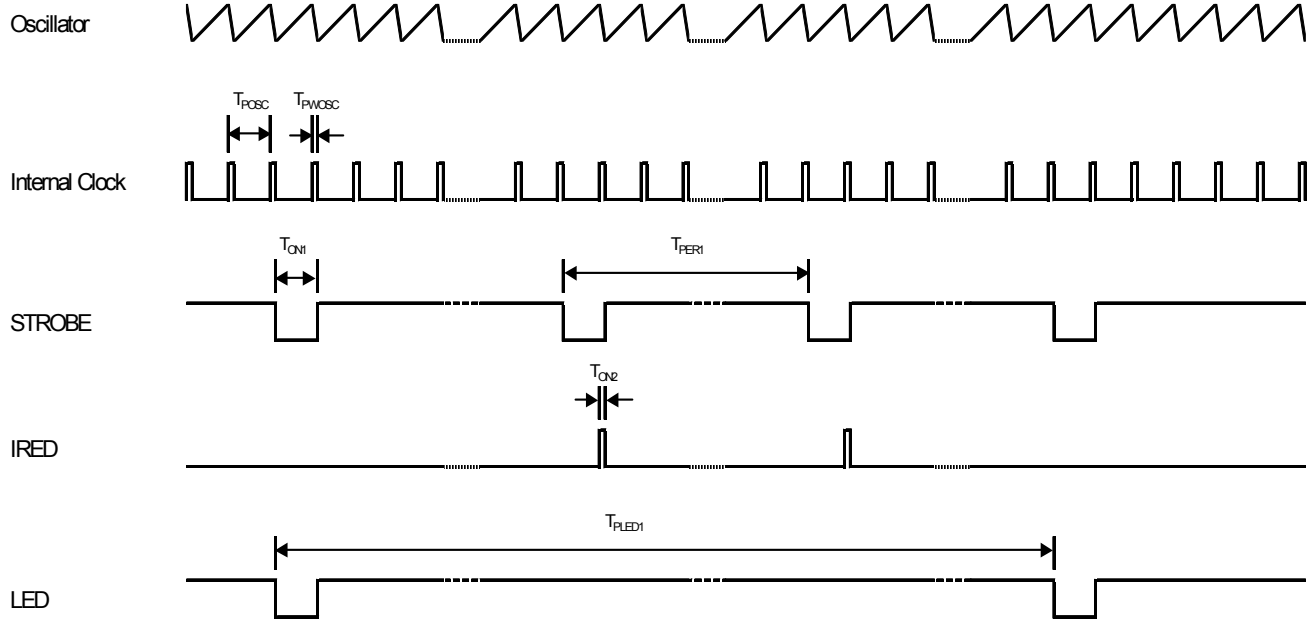 Oscillator
TPOSC TPWOSC
Internal Clock
TON1 TPER1
STROBE
TON2
IRED
TPLED1
LED